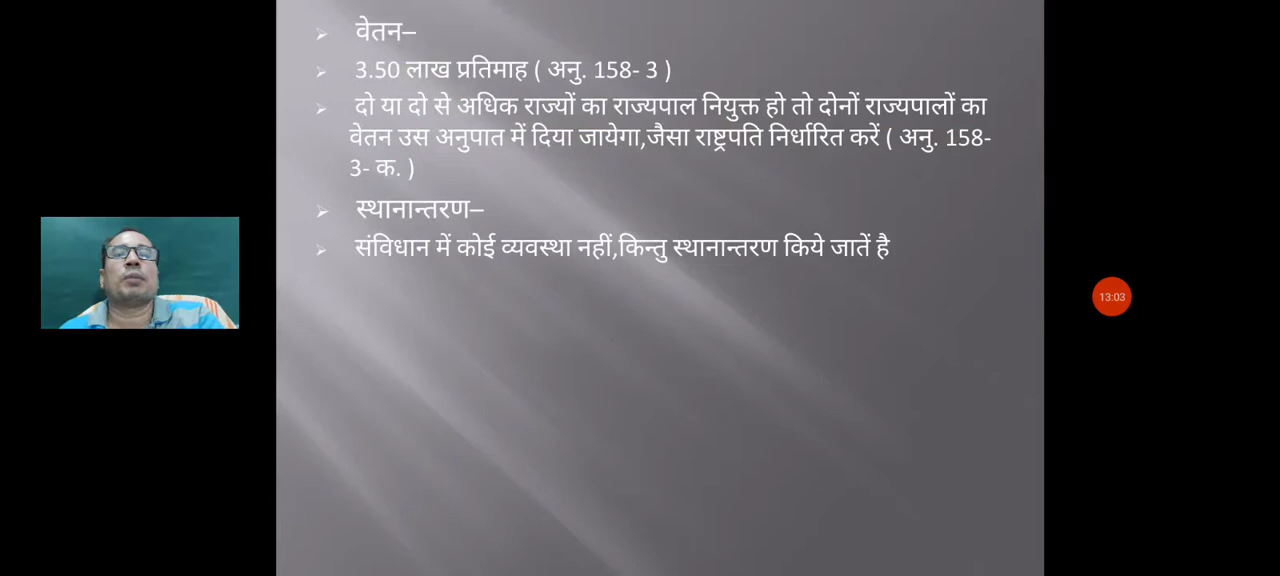 वेतन–
3.50 लाख प्रतिमाह ( अनु. 158- 3 )
दो या दो से अधिक राज्यों का राज्यपाल नियुक्त हो तो दोनों राज्यपालों का
वेतन उस अनुपात में दिया जायेगा,जैसा राष्ट्रपति निर्धारित करें ( अनु. 158-
3- क. )
स्थानान्तरण–
संविधान में कोई व्यवस्था नहीं,किन्तु स्थानान्तरण किये जातें है
13:03